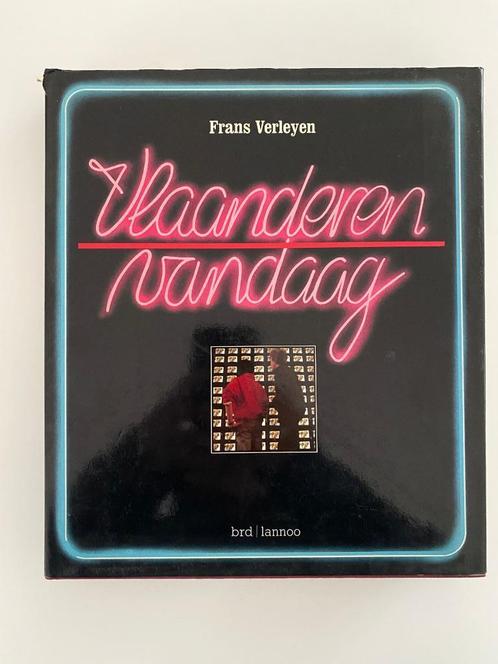 Frans Verleyen
Vlaanderen
vandaag
brd | lannoo